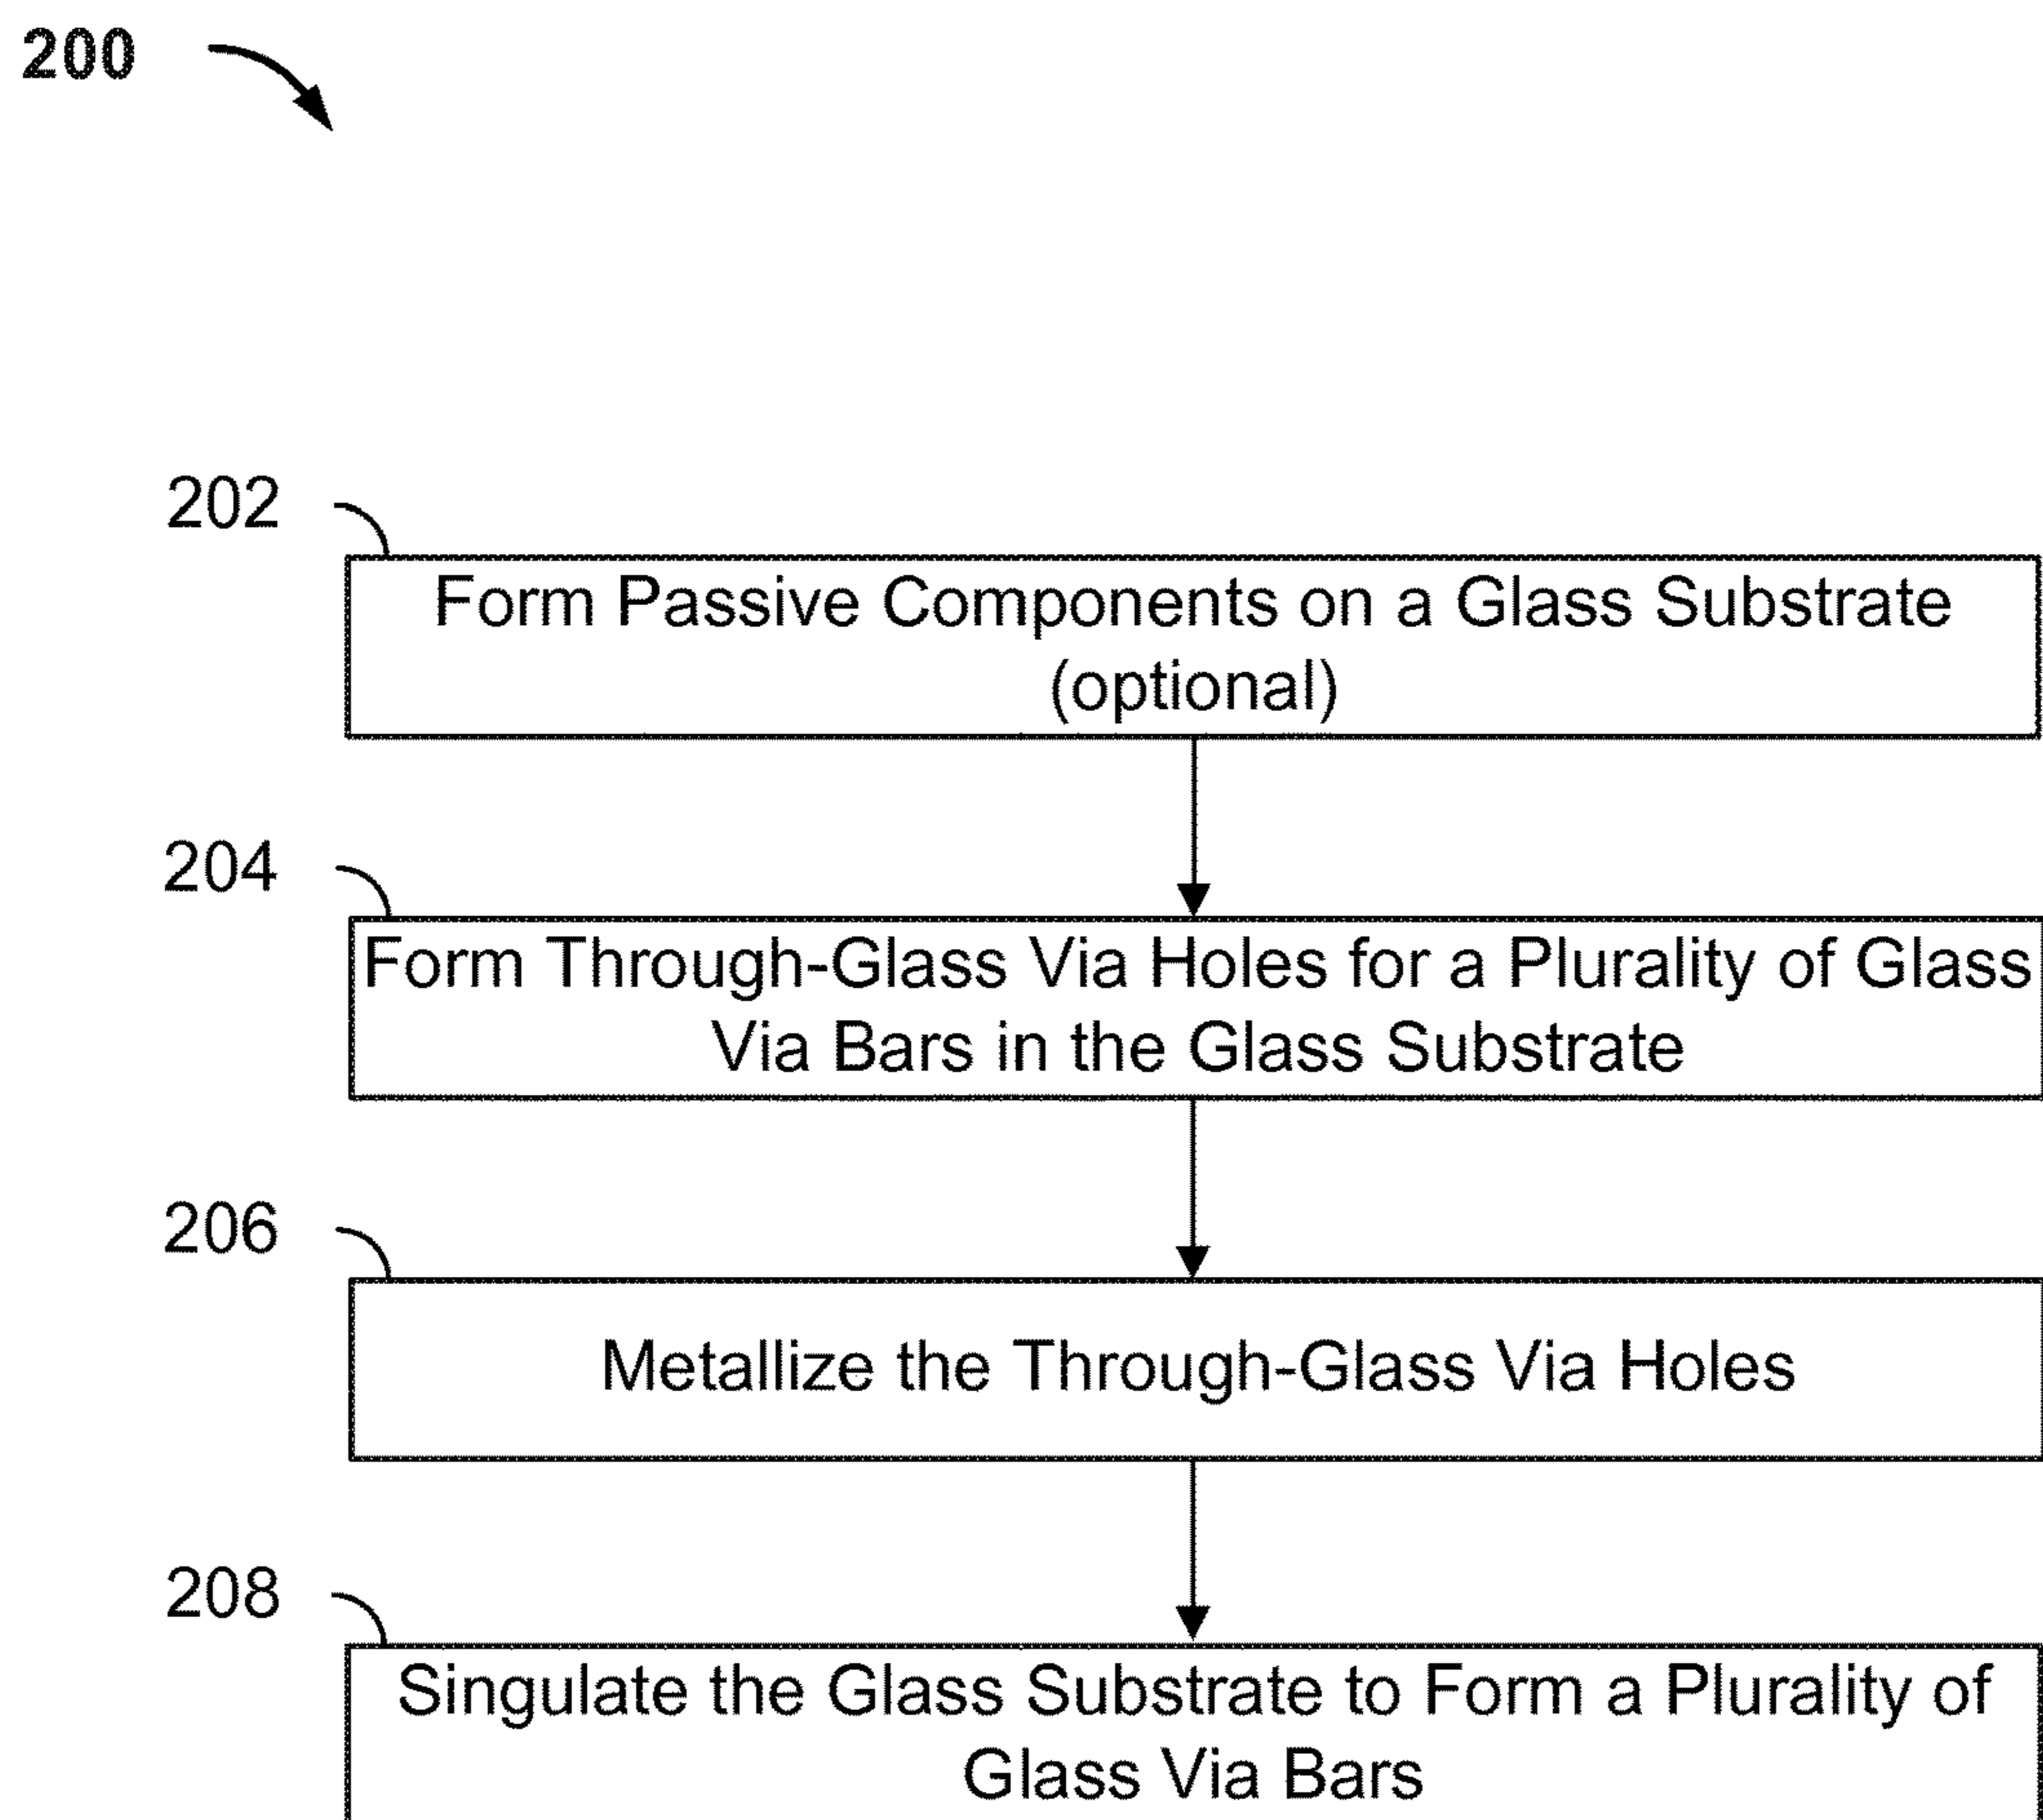 200
202
Form Passive Components on a Glass Substrate
(optional)
204
Form Through-Glass Via Holes for a Plurality of Glass
Via Bars in the Glass Substrate
206
Metallize the Through-Glass Via Holes
208
Singulate the Glass Substrate to Form a Plurality of
Glass Via Bars